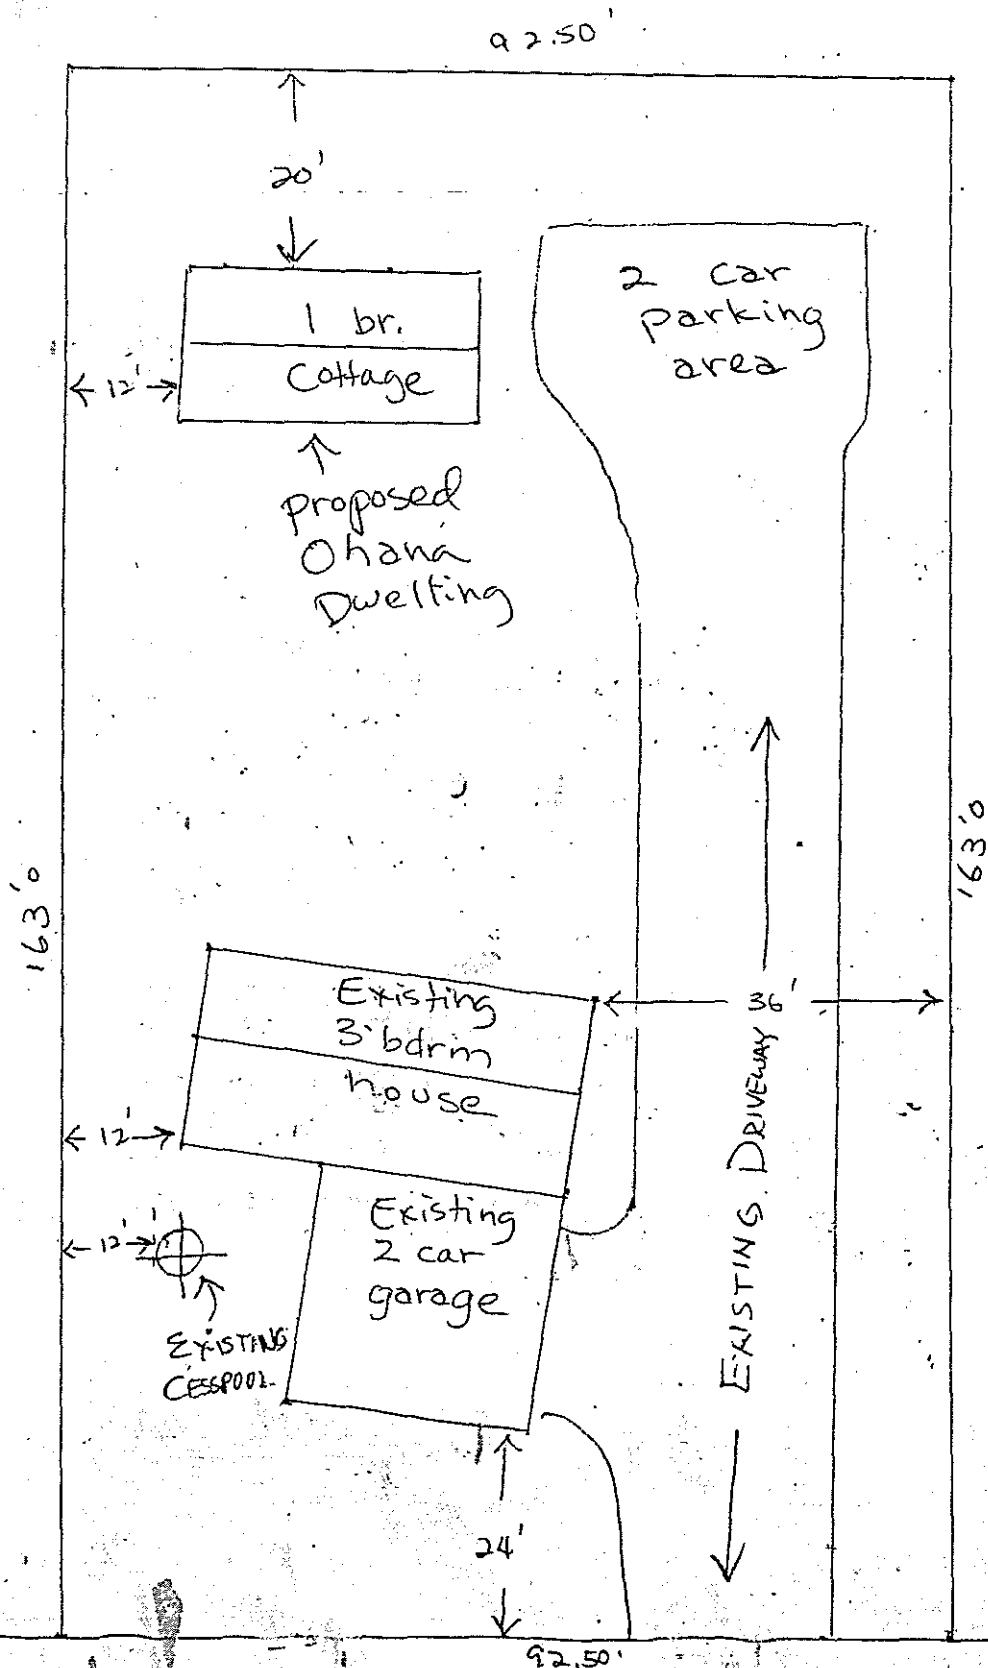 92.50'
20'
2 car
parking
area
1 br.
Cottage
12'
proposed
Ohana
Dwelling
163'0
163'0
Existing
3 bdrm
house
36'
12'
EXISTING DRIVEWAY
Existing
2 car
garage
12'
EXISTING
CESSPOOL
24'
92.50'